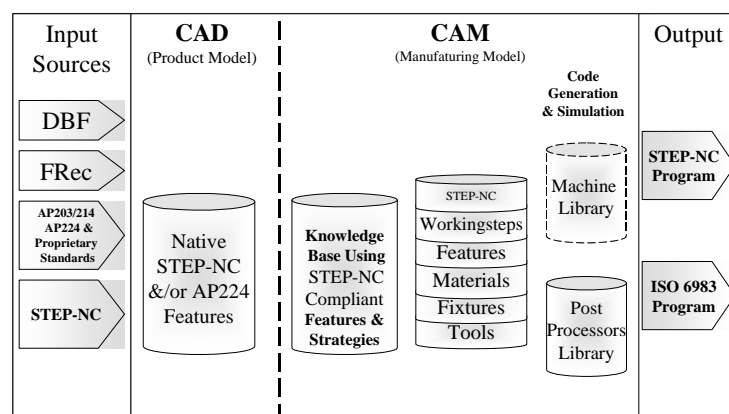 Input
Sources
DBF
FRec
AP203/214
AP224 &
Proprietary
Standards
STEP-NC
CAD
(Product Model)
Native
STEP-NC
&/or AP224
Features
CAM
(Manufaturing Model)
Knowledge
Base Using
STEP-NC
Compliant
Features &
Strategies
STEP-NC
Workingsteps
Features
Materials
Fixtures
Tools
Code
Generation
& Simulation
Machine
Library
Post
Processors
Library
Output
STEP-NC
Program
ISO 6983
Program